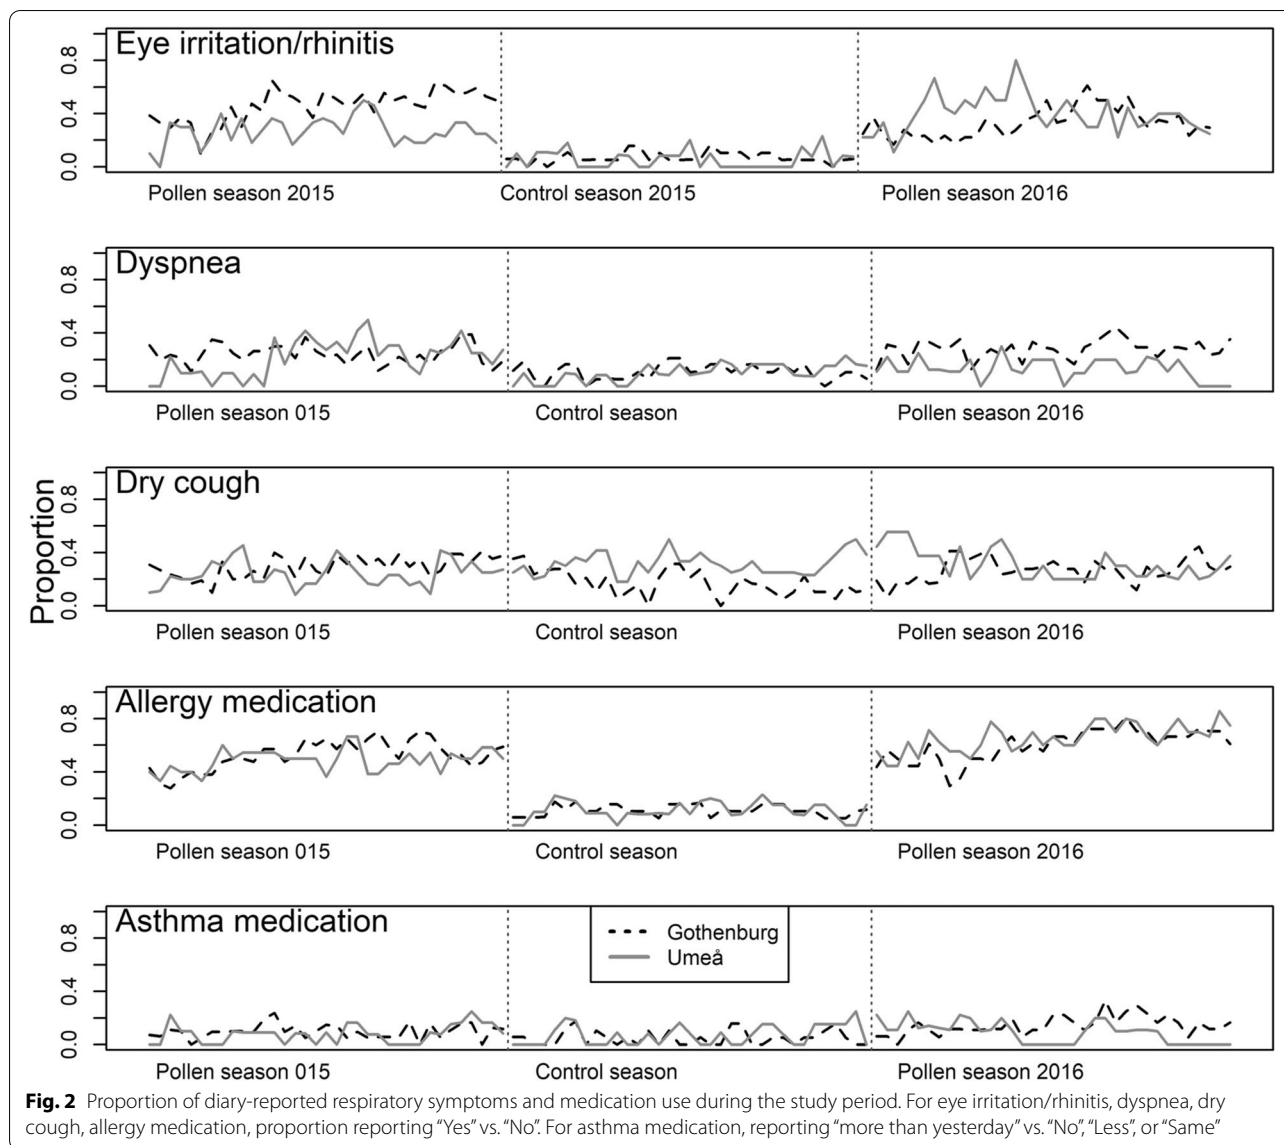 Eye irritation/rhinitis
0.8
0.4
0.0
Pollen season 2015 Control season 2015 Pollen season 2016
Dyspnea
0.8
0.4
0.0
Pollen season 015 Control season Pollen season 2016
Proportion
Dry cough
0.8
0.4
0.0
Pollen season 015 Control season Pollen season 2016
Allergy medication
0.8
0.4
0.0
Pollen season 015 Control season Pollen season 2016
Asthma medication
0.8
0.4
0.0
Gothenburg
Umeå
Pollen season 015 Control season Pollen season 2016
Fig. 2 Proportion of diary-reported respiratory symptoms and medication use during the study period. For eye irritation/rhinitis, dyspnea, dry
cough, allergy medication, proportion reporting “Yes” vs. “No”. For asthma medication, reporting “more than yesterday” vs. “No”, “Less”, or “Same”